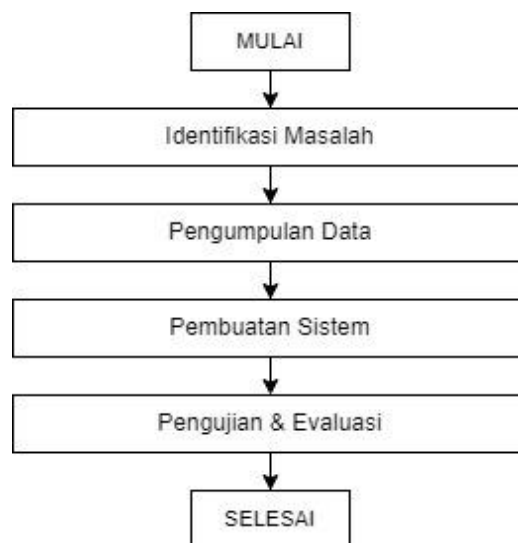 MULAI
Identifikasi Masalah
Pengumpulan Data
Pembuatan Sistem
Pengujian & Evaluasi
SELESAI